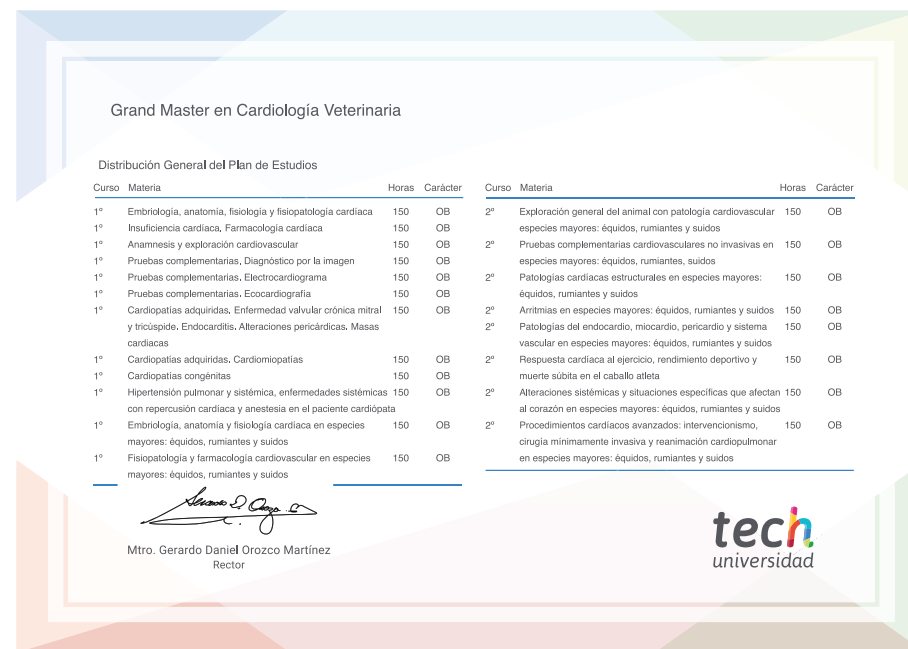 Grand Master en Cardiología Veterinaria
Distribución General del Plan de Estudios
Curso Materia Horas Carácter
1º Embriología, anatomía, fisiología y fisiopatología cardíaca 150 OB
1º Insuficiencia cardíaca, Farmacología cardíaca 150 OB
1º Anamnesis y exploración cardiovascular 150 OB
1º Pruebas complementarias, Diagnóstico por la imagen 150 OB
1º Pruebas complementarias. Electrocardiograma 150 OB
1º Pruebas complementarias. Ecocardiografía 150 OB
1º Cardiopatías adquiridas. Enfermedad valvular crónica mitral 150 OB
y tricúspide. Endocarditis. Alteraciones pericárdicas. Masas
cardiacas
1º Cardiopatías adquiridas. Cardiomiopatías 150 OB
1º Cardiopatías congénitas 150 OB
1º Hipertensión pulmonar y sistémica, enfermedades sistémicas 150 OB
con repercusión cardíaca y anestesia en el paciente cardiópata
1º Embriología, anatomía y fisiología cardíaca en especies 150 OB
mayores: équidos, rumiantes y suidos
1º Fisiopatología y farmacología cardiovascular en especies 150 OB
mayores: équidos, rumiantes y suidos
Curso Materia Horas Carácter
2º Exploración general del animal con patología cardiovascular 150 OB
especies mayores: équidos, rumiantes y suidos
2º Pruebas complementarias cardiovasculares no invasivas en 150 OB
especies mayores: équidos, rumiantes, suidos
2º Patologías cardíacas estructurales en especies mayores: 150 OB
équidos, rumiantes y suidos
2º Arritmias en especies mayores: équidos, rumiantes y suidos 150 OB
2º Patologías del endocardio, miocardio, pericardio y sistema 150 OB
vascular en especies mayores: équidos, rumiantes y suidos
2º Respuesta cardíaca al ejercicio, rendimiento deportivo y 150 OB
muerte súbita en el caballo atleta
2º Alteraciones sistémicas y situaciones específicas que afectan 150 OB
al corazón en especies mayores: équidos, rumiantes y suidos
2º Procedimientos cardíacos avanzados: intervencionismo, 150 OB
cirugía mínimamente invasiva y reanimación cardiopulmonar
en especies mayores: équidos, rumiantes y suidos
Mtro. Gerardo Daniel Orozco Martínez
Rector
tech
universidad